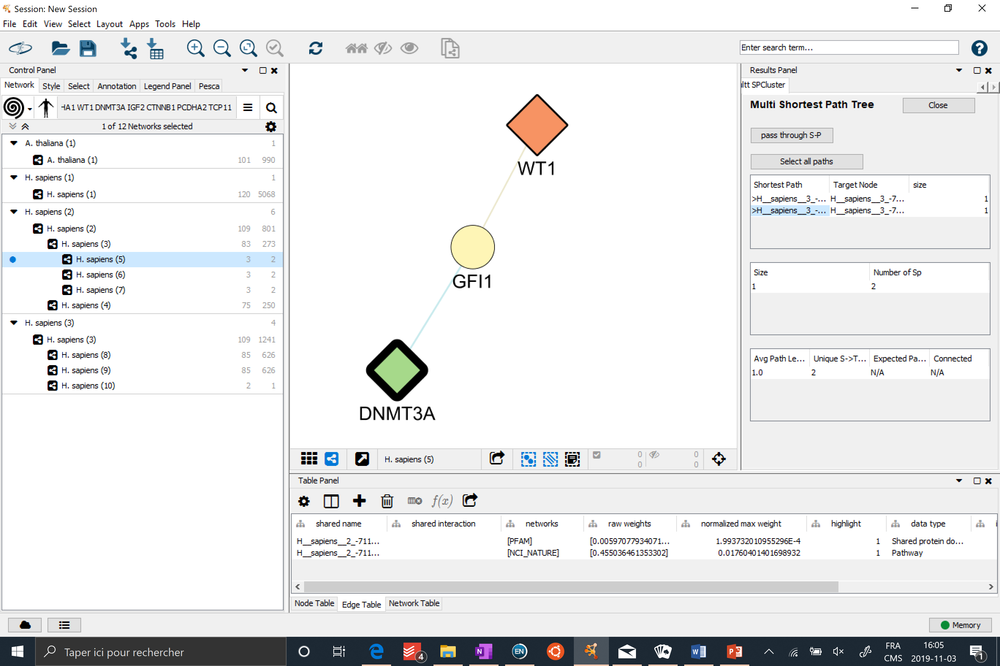 Session: New Session
File Edit View Select Layout Apps Tools Help
Enter search term...
Control Panel
Network Style Select Annotation Legend Panel Pesca
HA1 WT1 DNMT3A IGF2 CTNNB1 PCDHA2 TCP11
1 of 12 Networks selected
A. thaliana (1) 1
A. thaliana (1) 101 990
H. sapiens (1) 1
H. sapiens (1) 120 5068
H. sapiens (2) 6
H. sapiens (2) 109 801
H. sapiens (3) 83 273
H. sapiens (5) 3 2
H. sapiens (6) 3 2
H. sapiens (7) 3 2
H. sapiens (4) 75 250
H. sapiens (3) 4
H. sapiens (3) 109 1241
H. sapiens (8) 85 626
H. sapiens (9) 85 626
H. sapiens (10) 2 1
WT1
GFI1
DNMT3A
H. sapiens (5) 0 0
0 0
Results Panel
ltt SPCluster
Multi Shortest Path Tree Close
pass through S-P
Select all paths
Shortest Path Target Node size
>H__sapiens__3_-... H__sapiens__3_-7... 1
>H__sapiens__3_-... H__sapiens__3_-7... 1
Size Number of Sp
1 2
Avg Path Le... Unique S->T... Expected Pa... Connected
1.0 2 N/A N/A
Table Panel
f(x)
shared name shared interaction networks raw weights normalized max weight highlight data type i
H__sapiens__2_-711... [PFAM] [0.00597077934071... 1.993732010955296E-4 1 Shared protein do...
H__sapiens__2_-711... [NCI_NATURE] [0.455036461353302] 0.01760401401698932 1 Pathway
Node Table Edge Table Network Table
Memory
Taper ici pour rechercher
4
N
EN
W
P
FRA
CMS
16:05
2019-11-03
1